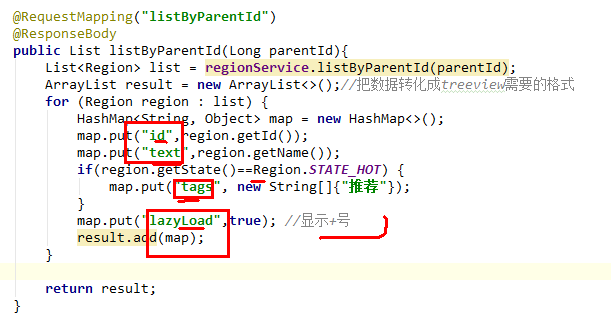 @RequestMapping("listByParentId")
@ResponseBody
public List listByParentId(Long parentId){
List<Region> list = regionService.listByParentId(parentId);
ArrayList result = new ArrayList<>();//把数据转化成treeview需要的格式
for (Region region : list) {
HashMap<String, Object> map = new HashMap<>();
map.put("id",region.getId());
map.put("text",region.getName());
if(region.getState()==Region.STATE_HOT) {
map.put("tags", new String[]{"推荐"});
}
map.put("lazyLoad",true); //显示+号
result.add(map);
}
return result;
}